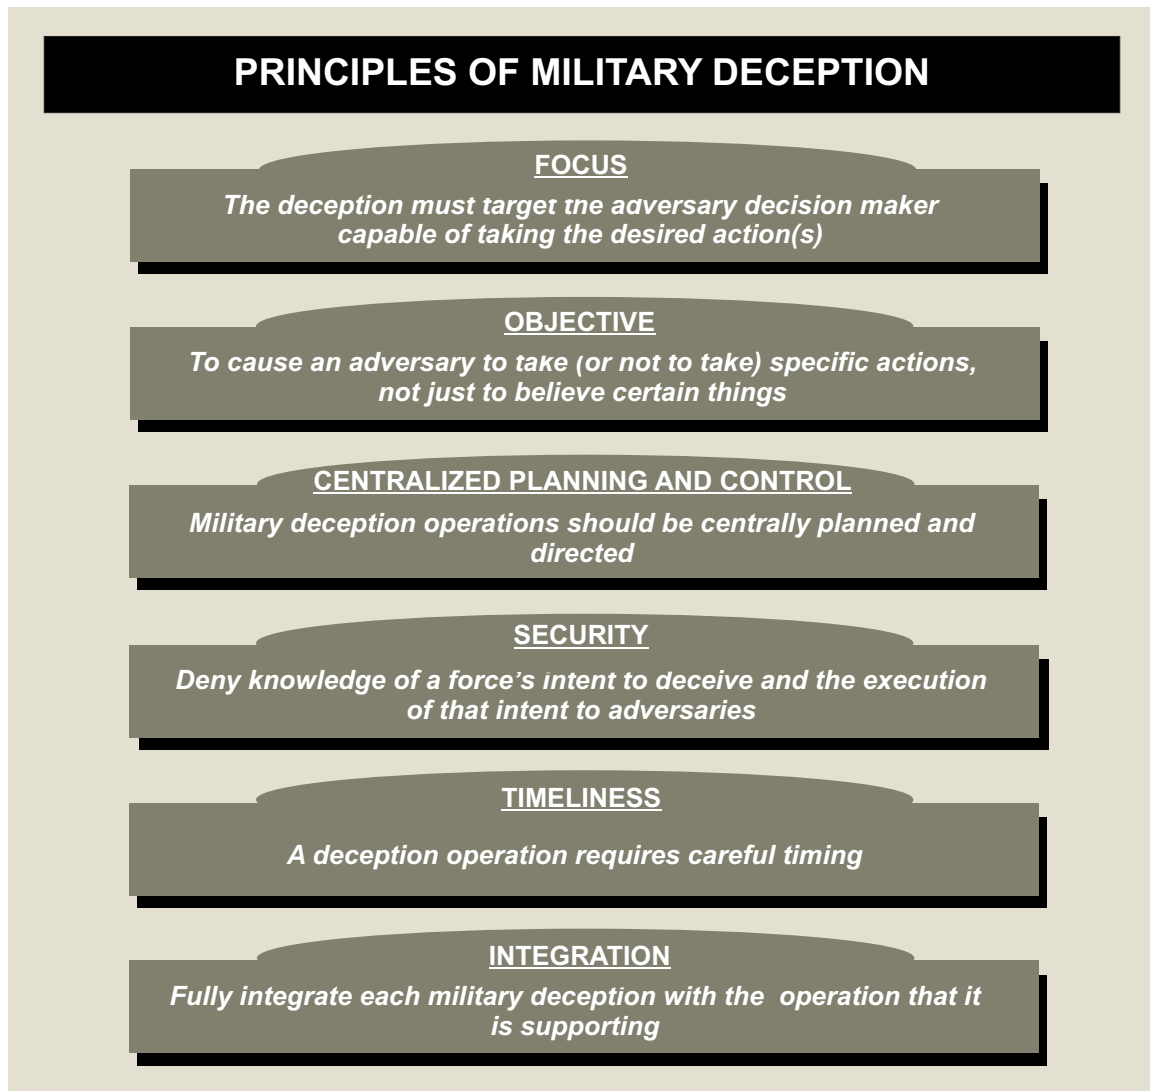 PRINCIPLES OF MILITARY DECEPTION
FOCUS
The deception must target the adversary decision maker
capable of taking the desired action(s)
OBJECTIVE
To cause an adversary to take (or not to take) specific actions,
not just to believe certain things
CENTRALIZED PLANNING AND CONTROL
Military deception operations should be centrally planned and
directed
SECURITY
Deny knowledge of a force’s intent to deceive and the execution
of that intent to adversaries
TIMELINESS
A deception operation requires careful timing
INTEGRATION
Fully integrate each military deception with the operation that it
is supporting